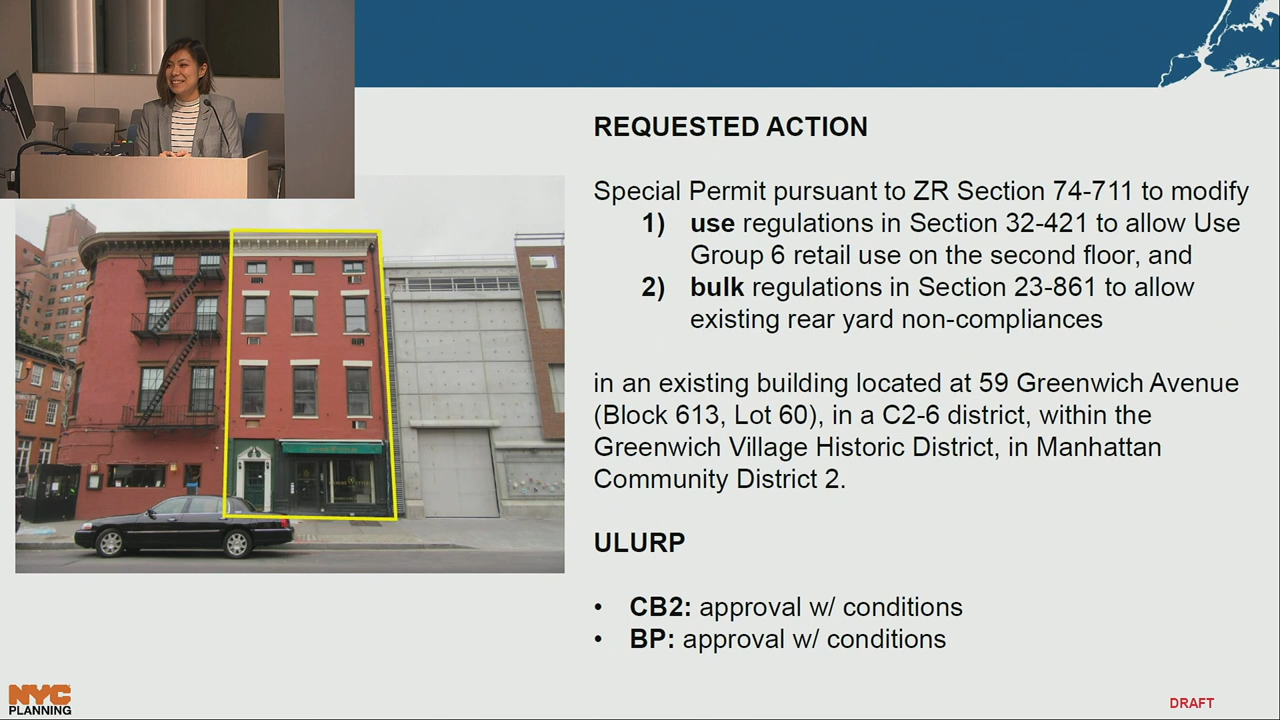 REQUESTED ACTION
Special Permit pursuant to ZR Section 74-711 to modify
1) use regulations in Section 32-421 to allow Use
Group 6 retail use on the second floor, and
2) bulk regulations in Section 23-861 to allow
existing rear yard non-compliances
in an existing building located at 59 Greenwich Avenue
(Block 613, Lot 60), in a C2-6 district, within the
Greenwich Village Historic District, in Manhattan
Community District 2.
ULURP
• CB2: approval w/ conditions
• BP: approval w/ conditions
NYC
PLANNING
DRAFT